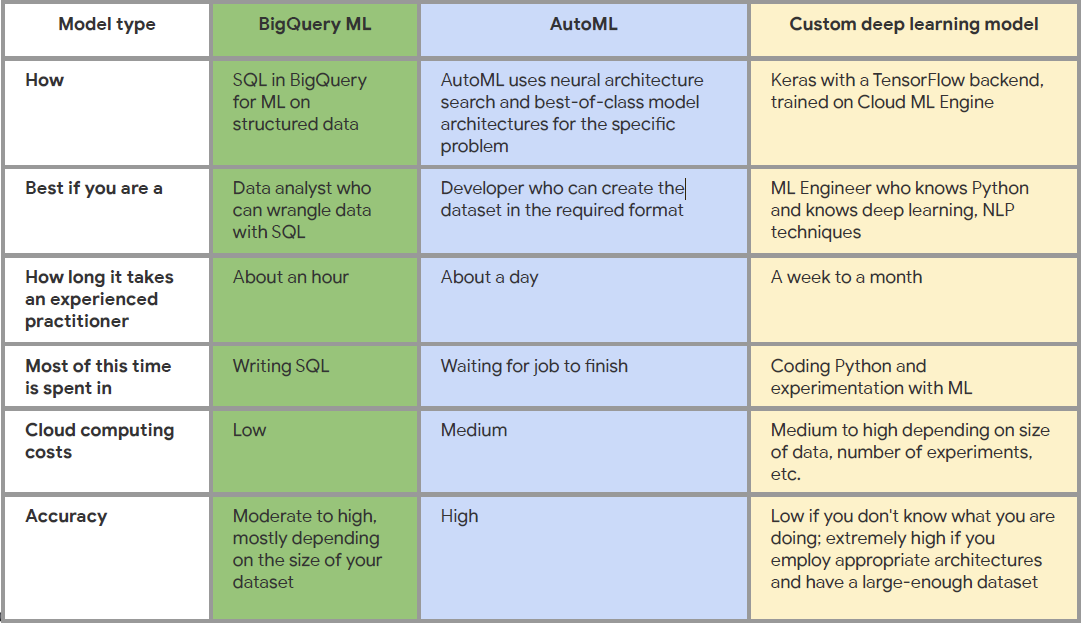 Model type
BigQuery ML
AutoML
Custom deep learning model
How
SQL in BigQuery
for ML on
structured data
AutoML uses neural architecture
search and best-of-class model
architectures for the specific
problem
Keras with a TensorFlow backend,
trained on Cloud ML Engine
Best if you are a
Data analyst who
can wrangle data
with SQL
Developer who can create the
dataset in the required format
ML Engineer who knows Python
and knows deep learning, NLP
techniques
How long it takes
an experienced
practitioner
About an hour
About a day
A week to a month
Most of this time
is spent in
Writing SQL
Waiting for job to finish
Coding Python and
experimentation with ML
Cloud computing
costs
Low
Medium
Medium to high depending on size
of data, number of experiments,
etc.
Accuracy
Moderate to high,
mostly depending
on the size of your
dataset
High
Low if you don't know what you are
doing; extremely high if you
employ appropriate architectures
and have a large-enough dataset